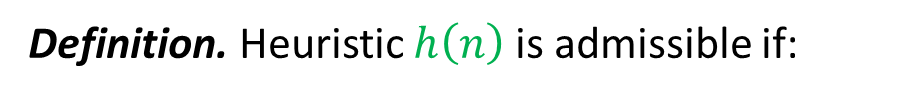 Definition. Heuristic h(n) is admissible if: